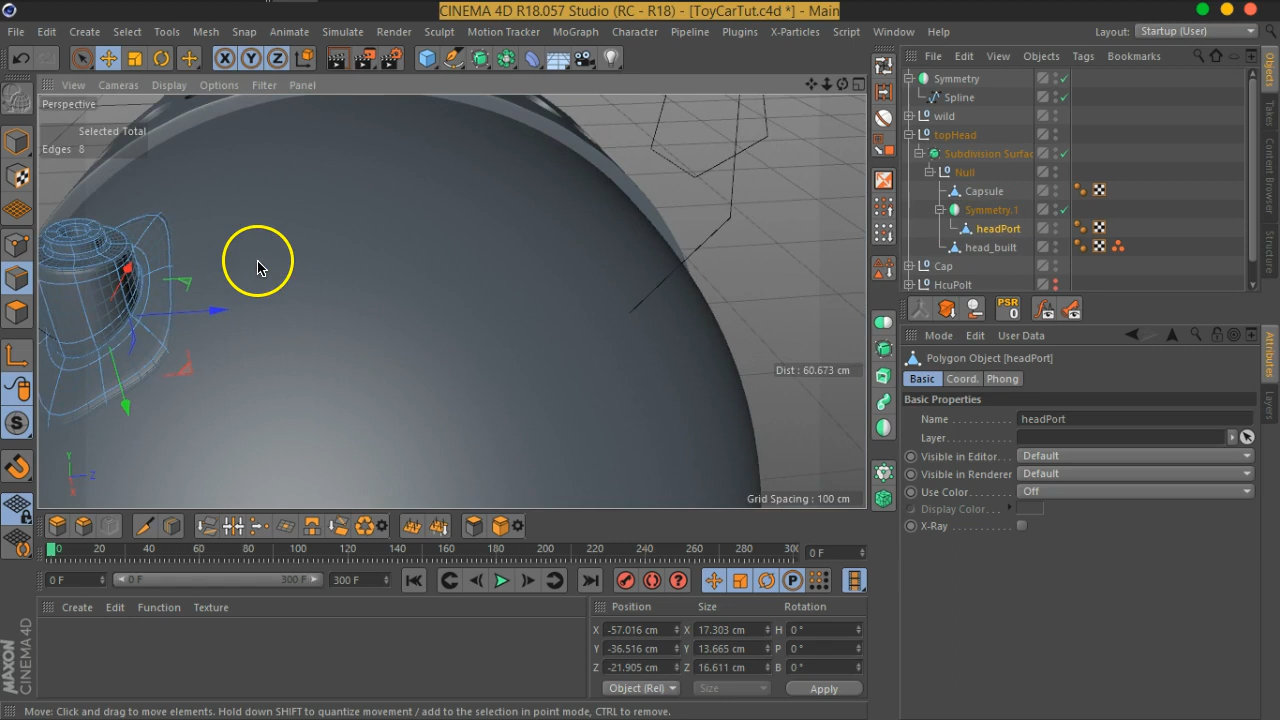 CINEMA 4D R18.057 Studio (RC - R18) - [ToyCarTut.c4d *] - Main
File Edit Create Select Tools Mesh Snap Animate Simulate Render Sculpt Motion Tracker MoGraph Character Pipeline Plugins X-Particles Script Window Help Layout: Startup (User)
X Y Z
View Cameras Display Options Filter Panel
File Edit View Objects Tags Bookmarks
Perspective
Selected Total
Edges 8
Symmetry
Spline
wild
topHead
Subdivision Surfac
Null
Capsule
Symmetry.1
headPort
head_built
Cap
HcuPolt
Objects
Takes
Content Browser
Structure
PSR
0
Mode Edit User Data
Polygon Object [headPort]
Basic Coord. Phong
Basic Properties
Name headPort
Layer
Visible in Editor... Default
Visible in Renderer Default
Use Color... Off
Display Color..
X-Ray
Attributes
Layers
Dist : 60.673 cm
Y
Z
X
Grid Spacing : 100 cm
0 20 40 60 80 100 120 140 160 180 200 220 240 260 280 30 0 F
0 F 0 F 300 F 300 F
Create Edit Function Texture
Position Size Rotation
X -57.016 cm X 17.303 cm H 0 °
Y -36.516 cm Y 13.665 cm P 0 °
Z -21.905 cm Z 16.611 cm B 0 °
Object (Rel) Size Apply
MAXON
CINEMA 4D
Move: Click and drag to move elements. Hold down SHIFT to quantize movement / add to the selection in point mode, CTRL to remove.